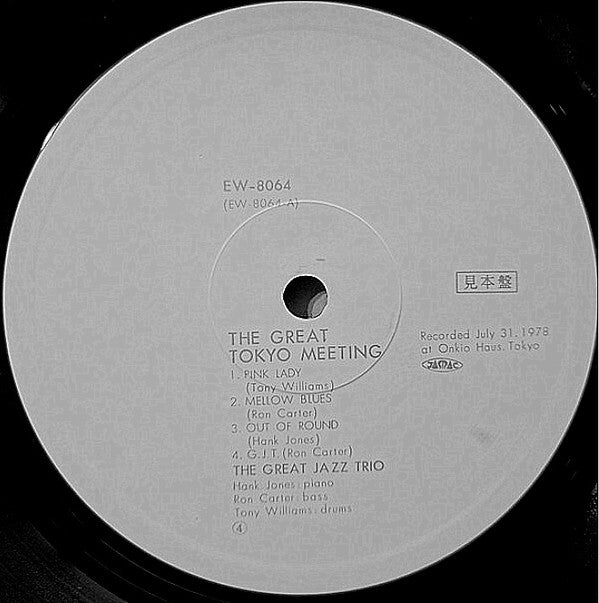 EW-8064
(EW-8064-A)
見本盤
Recorded July 31. 1978
at Onkio Haus. Tokyo
JASRAC
THE GREAT
TOKYO MEETING
1. PINK LADY
(Tony Williams)
2. MELLOW BLUES
(Ron Carter)
3. OUT OF ROUND
(Hank Jones)
4. G.J.T. (Ron Carter)
THE GREAT JAZZ TRIO
Hank Jones: piano
Ron Carter: bass
Tony Williams: drums
④